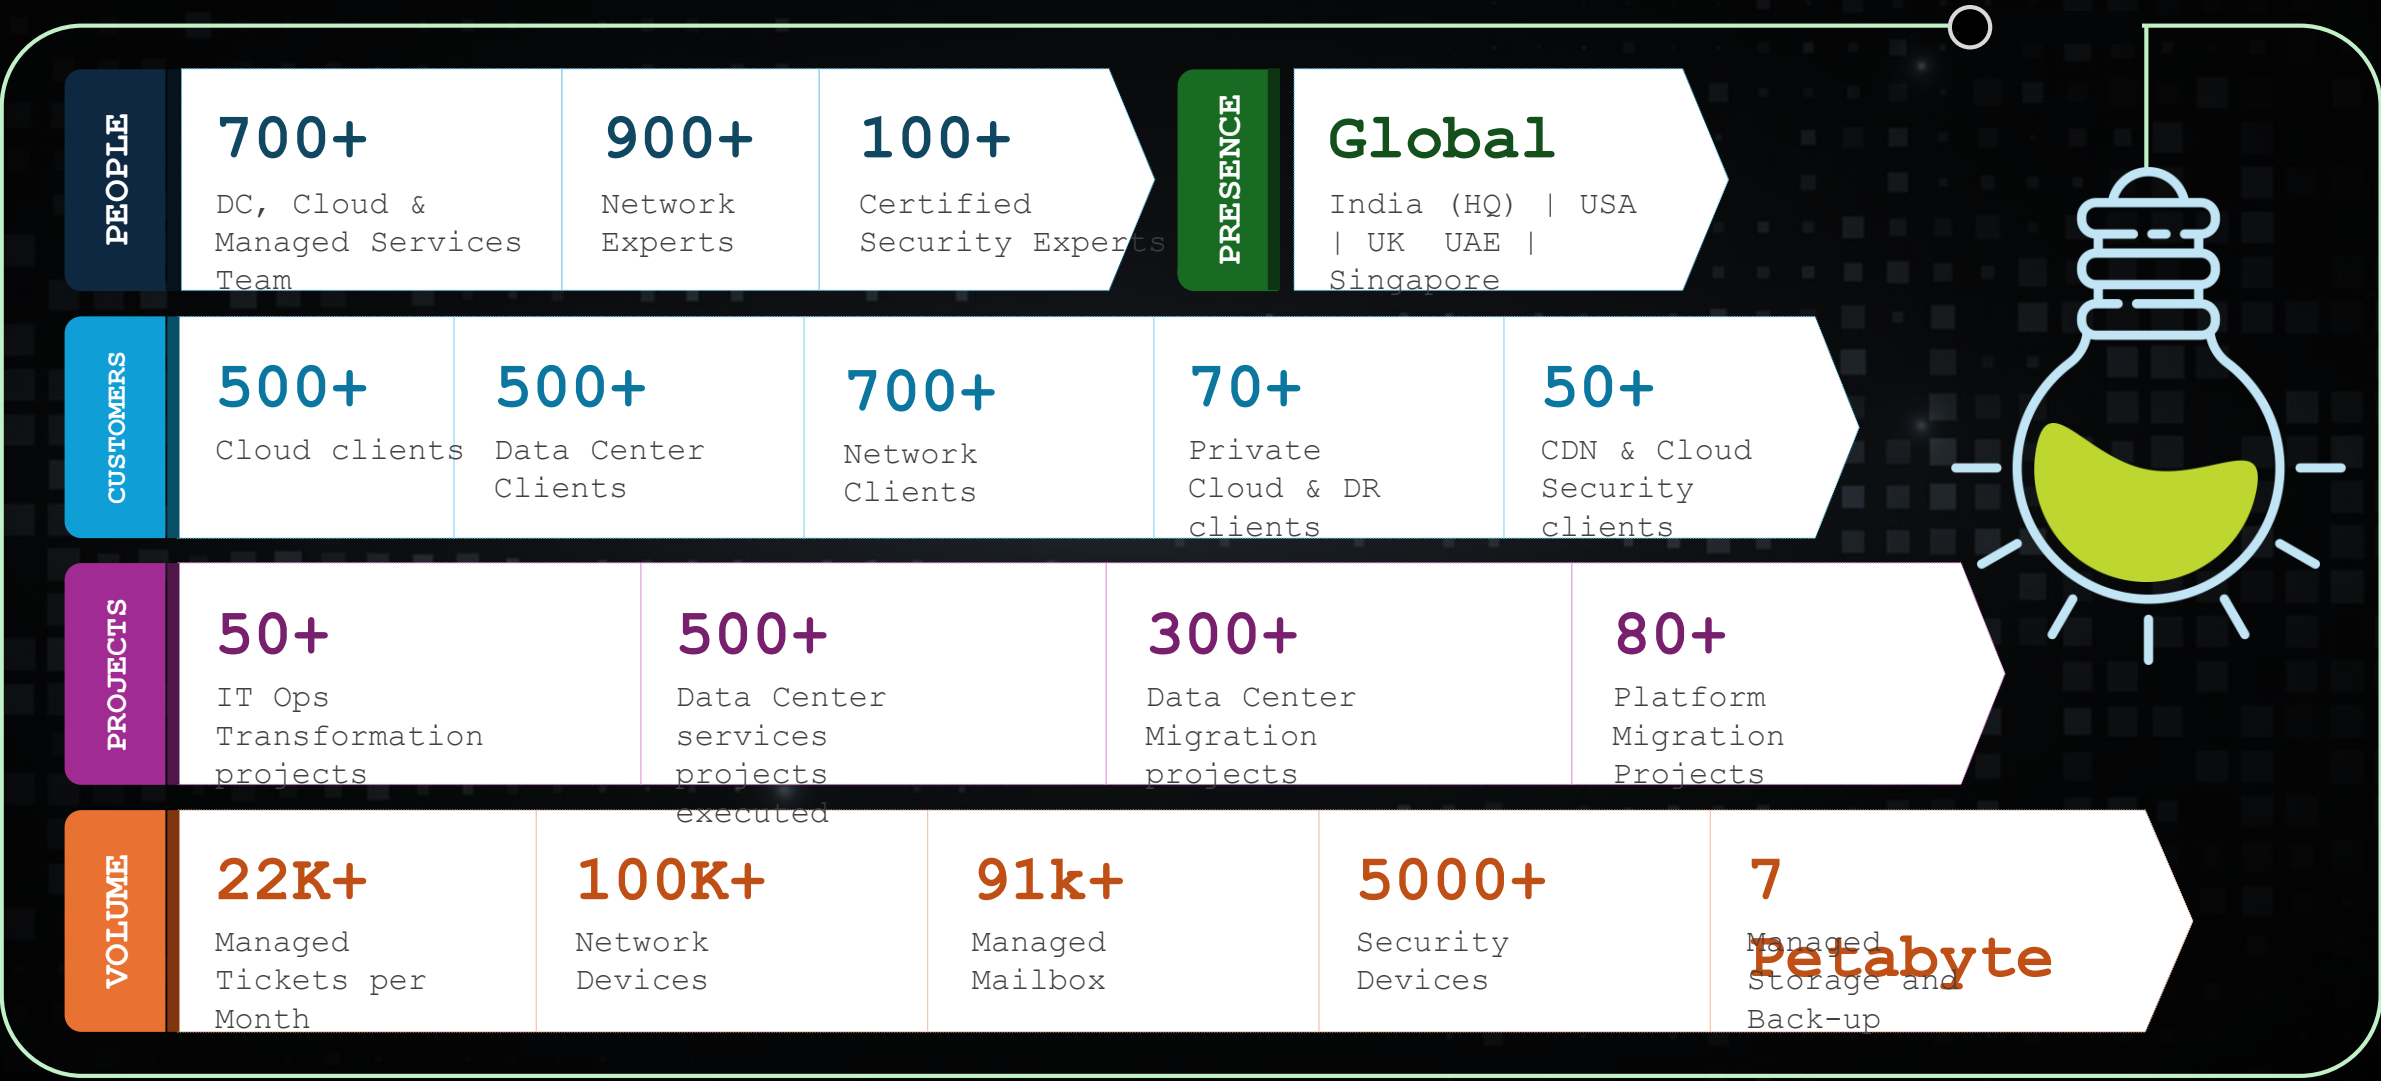 PEOPLE
700+
DC, Cloud &
Managed Services
Team
900+
Network
Experts
100+
Certified
Security Experts
PRESENCE
Global
India (HQ) | USA
| UK  UAE |
Singapore
CUSTOMERS
500+
Cloud clients
500+
Data Center
Clients
700+
Network
Clients
70+
Private
Cloud & DR
clients
50+
CDN & Cloud
Security
clients
PROJECTS
50+
IT Ops
Transformation
projects
500+
Data Center
services
projects
executed
300+
Data Center
Migration
projects
80+
Platform
Migration
Projects
VOLUME
22K+
Managed
Tickets per
Month
100K+
Network
Devices
91k+
Managed
Mailbox
5000+
Security
Devices
7
Petabyte
Managed
Storage and
Back-up